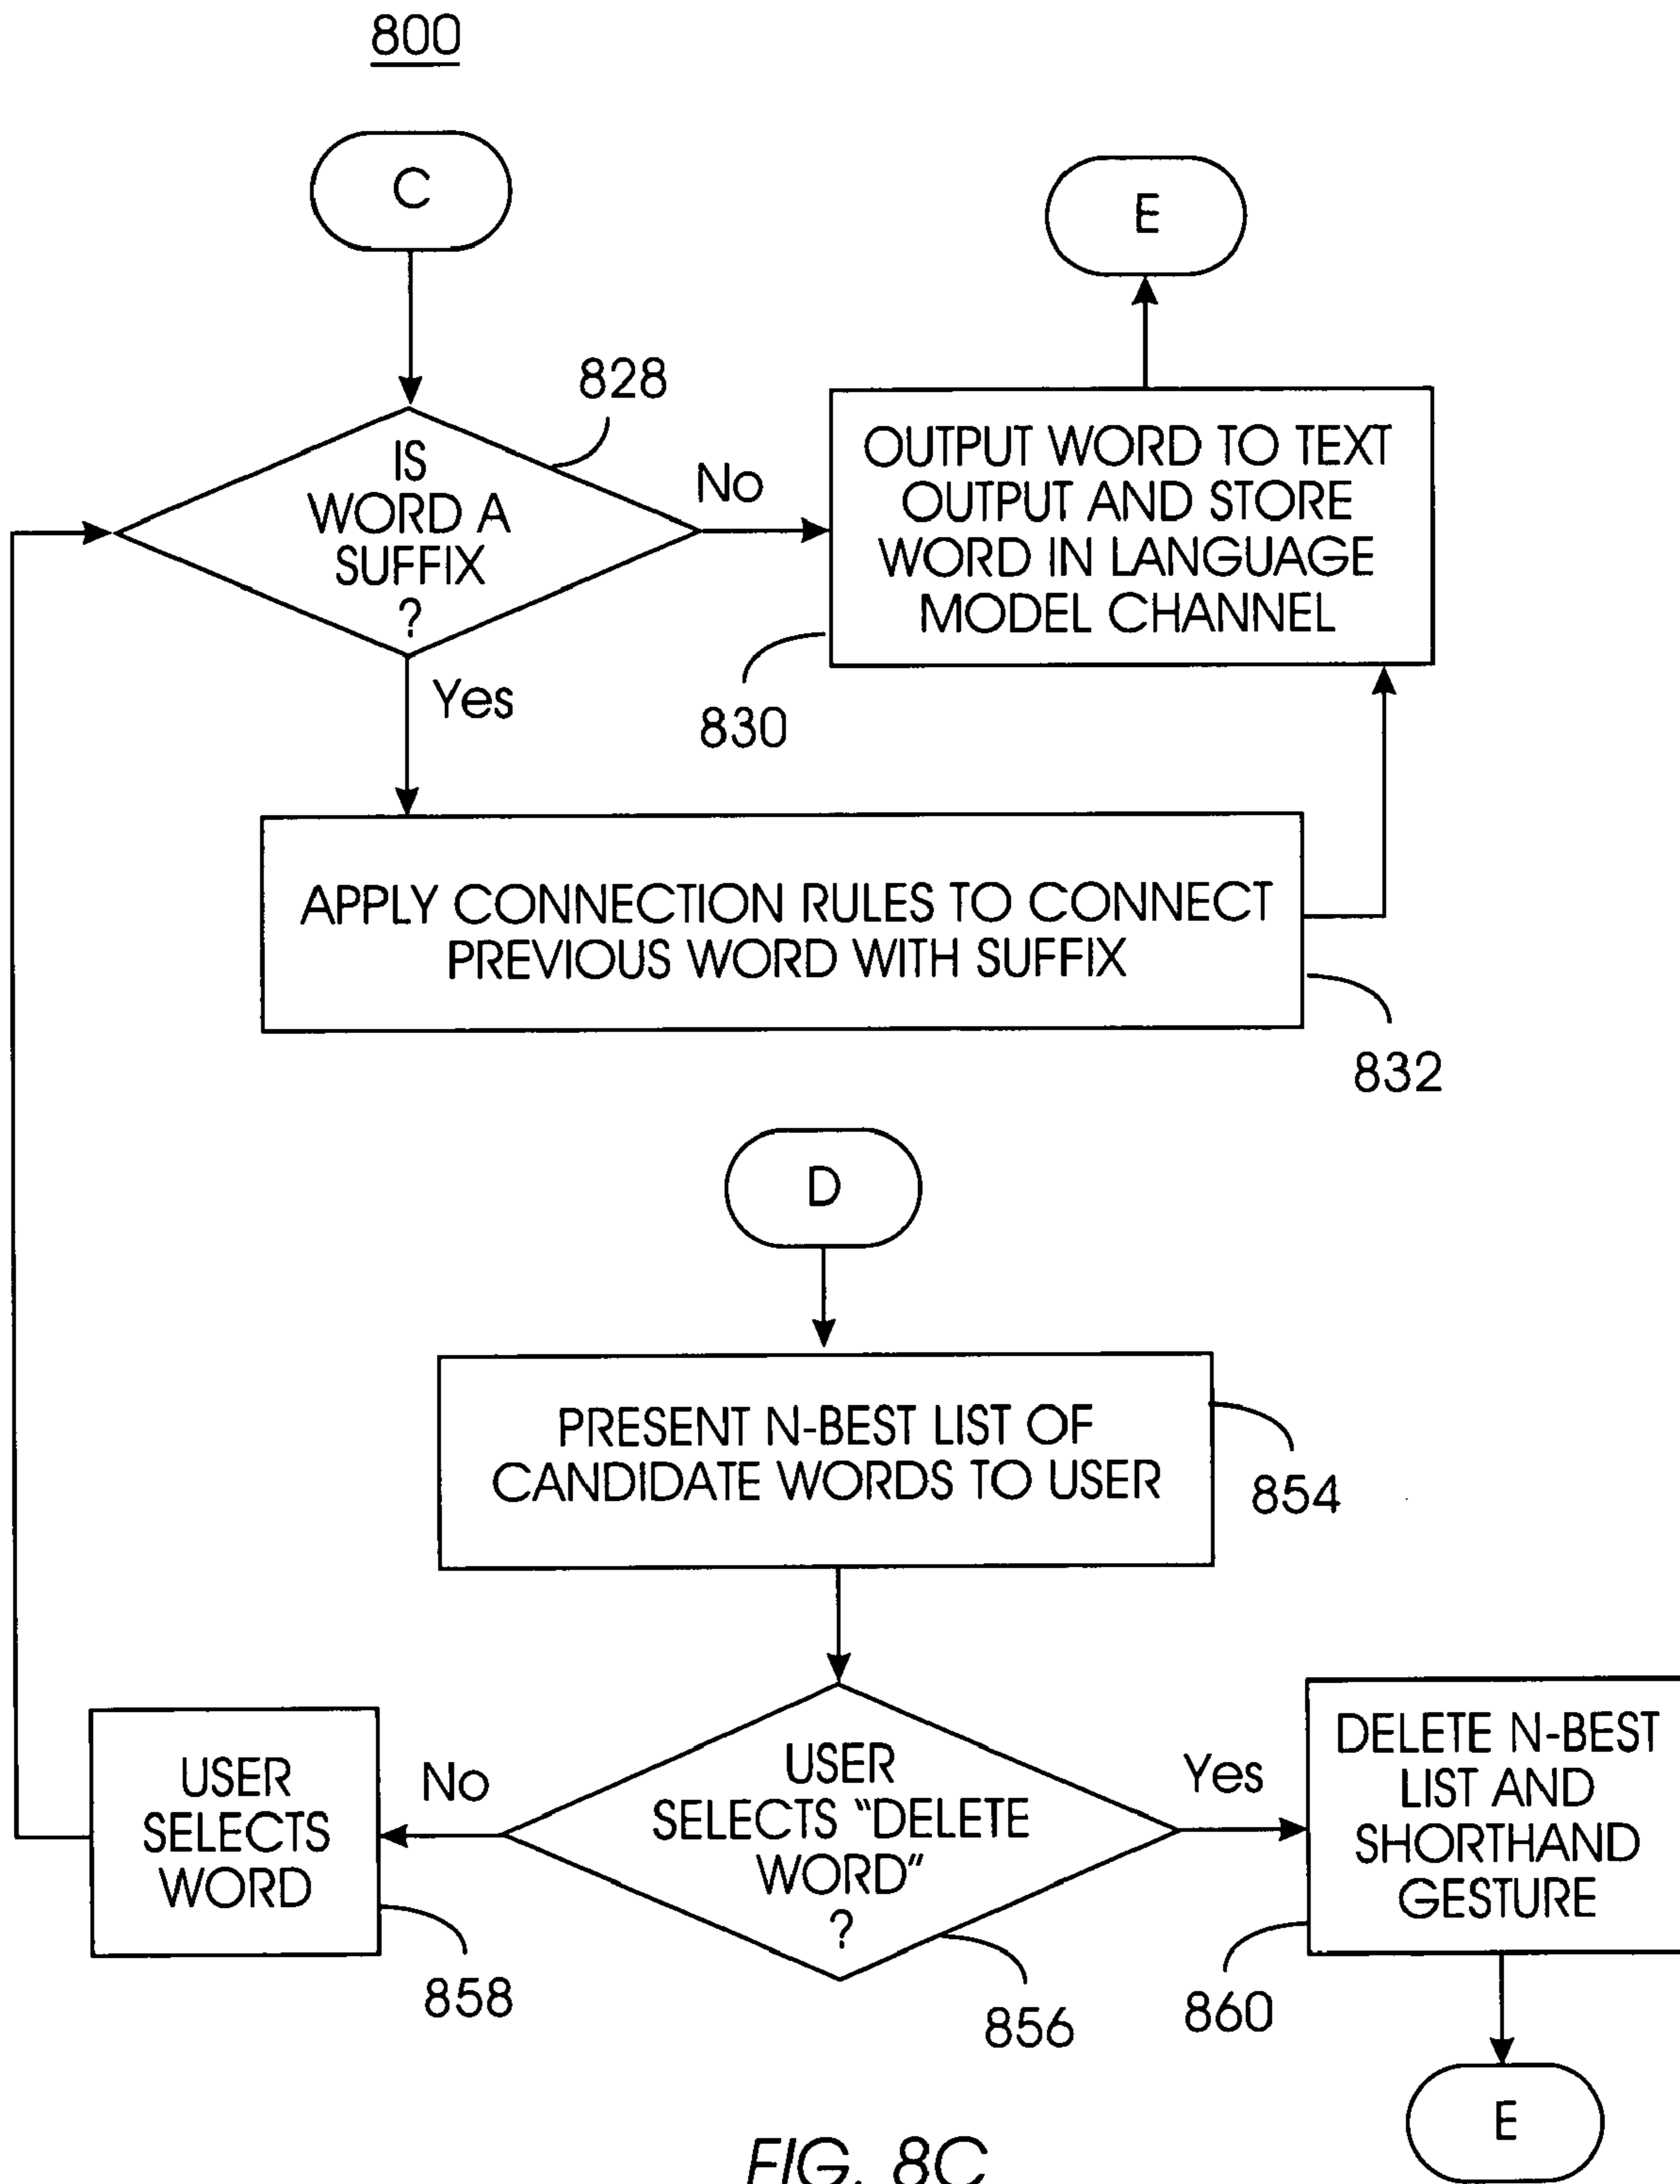 800
C
E
828
IS
WORD A
SUFFIX
?
No
OUTPUT WORD TO TEXT
OUTPUT AND STORE
WORD IN LANGUAGE
MODEL CHANNEL
830
Yes
APPLY CONNECTION RULES TO CONNECT
PREVIOUS WORD WITH SUFFIX
832
D
PRESENT N-BEST LIST OF
CANDIDATE WORDS TO USER
854
USER
SELECTS "DELETE
WORD"
?
856
No
USER
SELECTS
WORD
858
Yes
DELETE N-BEST
LIST AND
SHORTHAND
GESTURE
860
E
FIG. 8C